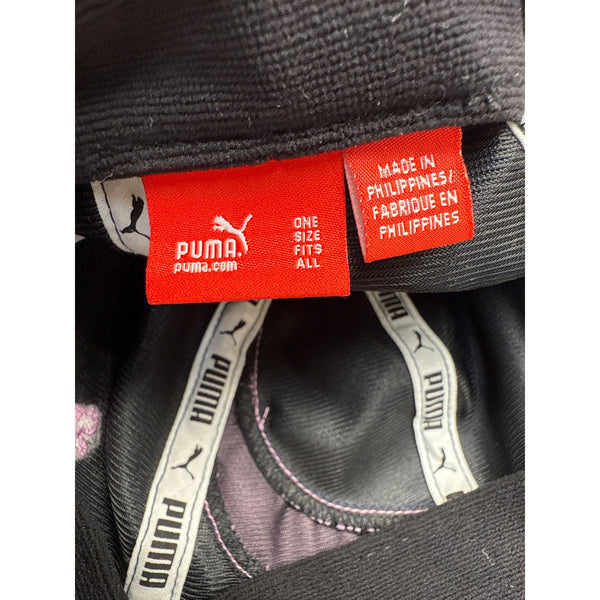 PUMA.
puma.com
ONE
SIZE
FITS
ALL
MADE IN
PHILIPPINES/
FABRIQUE EN
PHILIPPINES
PUMA
PUMA
PUMA
PUMA